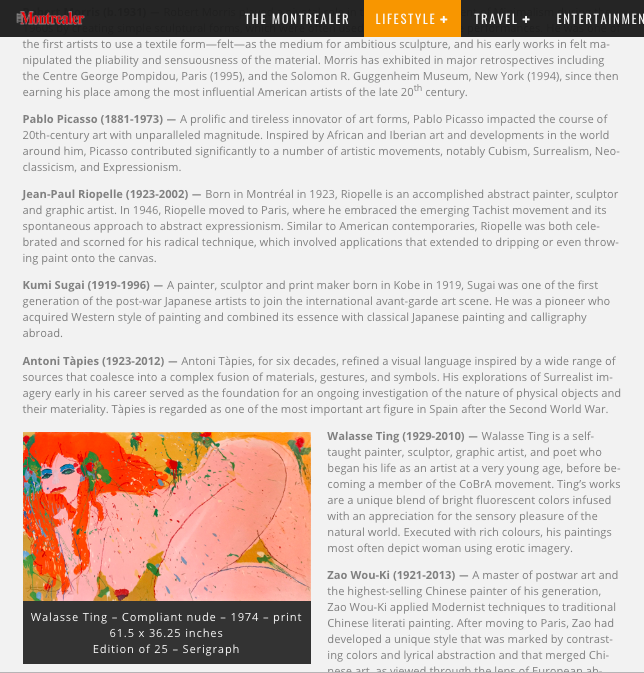 The Montrealer
THE MONTREALER
LIFESTYLE +
TRAVEL +
ENTERTAINMEN
the first artists to use a textile form—felt—as the medium for ambitious sculpture, and his early works in felt ma-
nipulated the pliability and sensuousness of the material. Morris has exhibited in major retrospectives including
the Centre George Pompidou, Paris (1995), and the Solomon R. Guggenheim Museum, New York (1994), since then
earning his place among the most influential American artists of the late 20th century.
Pablo Picasso (1881-1973) — A prolific and tireless innovator of art forms, Pablo Picasso impacted the course of
20th-century art with unparalleled magnitude. Inspired by African and Iberian art and developments in the world
around him, Picasso contributed significantly to a number of artistic movements, notably Cubism, Surrealism, Neo-
classicism, and Expressionism.
Jean-Paul Riopelle (1923-2002) — Born in Montréal in 1923, Riopelle is an accomplished abstract painter, sculptor
and graphic artist. In 1946, Riopelle moved to Paris, where he embraced the emerging Tachist movement and its
spontaneous approach to abstract expressionism. Similar to American contemporaries, Riopelle was both cele-
brated and scorned for his radical technique, which involved applications that extended to dripping or even throw-
ing paint onto the canvas.
Kumi Sugai (1919-1996) — A painter, sculptor and print maker born in Kobe in 1919, Sugai was one of the first
generation of the post-war Japanese artists to join the international avant-garde art scene. He was a pioneer who
acquired Western style of painting and combined its essence with classical Japanese painting and calligraphy
abroad.
Antoni Tàpies (1923-2012) — Antoni Tàpies, for six decades, refined a visual language inspired by a wide range of
sources that coalesce into a complex fusion of materials, gestures, and symbols. His explorations of Surrealist im-
agery early in his career served as the foundation for an ongoing investigation of the nature of physical objects and
their materiality. Tàpies is regarded as one of the most important art figure in Spain after the Second World War.
Walasse Ting – Compliant nude – 1974 – print
61.5 x 36.25 inches
Edition of 25 – Serigraph
Walasse Ting (1929-2010) — Walasse Ting is a self-
taught painter, sculptor, graphic artist, and poet who
began his life as an artist at a very young age, before be-
coming a member of the CoBrA movement. Ting's works
are a unique blend of bright fluorescent colors infused
with an appreciation for the sensory pleasure of the
natural world. Executed with rich colours, his paintings
most often depict woman using erotic imagery.
Zao Wou-Ki (1921-2013) — A master of postwar art and
the highest-selling Chinese painter of his generation,
Zao Wou-Ki applied Modernist techniques to traditional
Chinese literati painting. After moving to Paris, Zao had
developed a unique style that was marked by contrast-
ing colors and lyrical abstraction and that merged Chi-
nese art, as viewed through the lens of European ab-